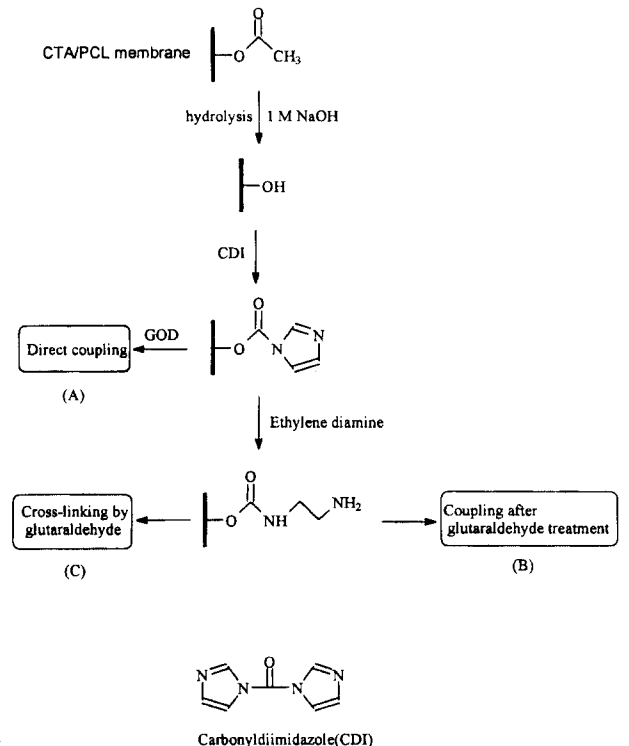 O
CTA/PCL membrane
O
CH3
hydrolysis
1 M NaOH
OH
CDI
O
GOD
Direct coupling
O
N
N
(A)
Ethylene diamine
O
NH2
Cross-linking by
glutaraldehyde
O
NH
Coupling after
glutaraldehyde treatment
(C)
(B)
O
N
N
N
N
Carbonyldiimidazole(CDI)